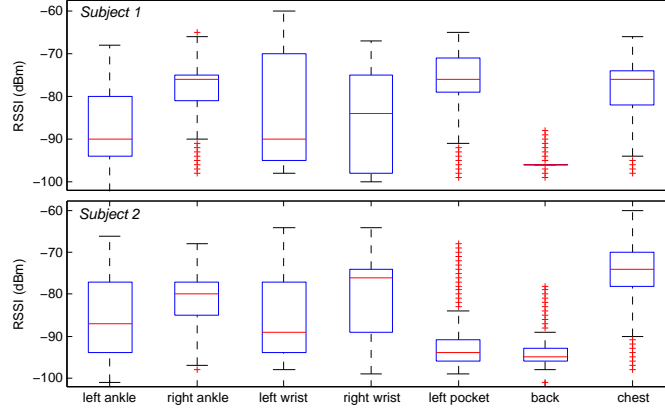 Subject 1
RSSI (dBm)
−60
−70
−80
−90
−100
Subject 2
RSSI (dBm)
−60
−70
−80
−90
−100
left ankle right ankle left wrist right wrist left pocket back chest